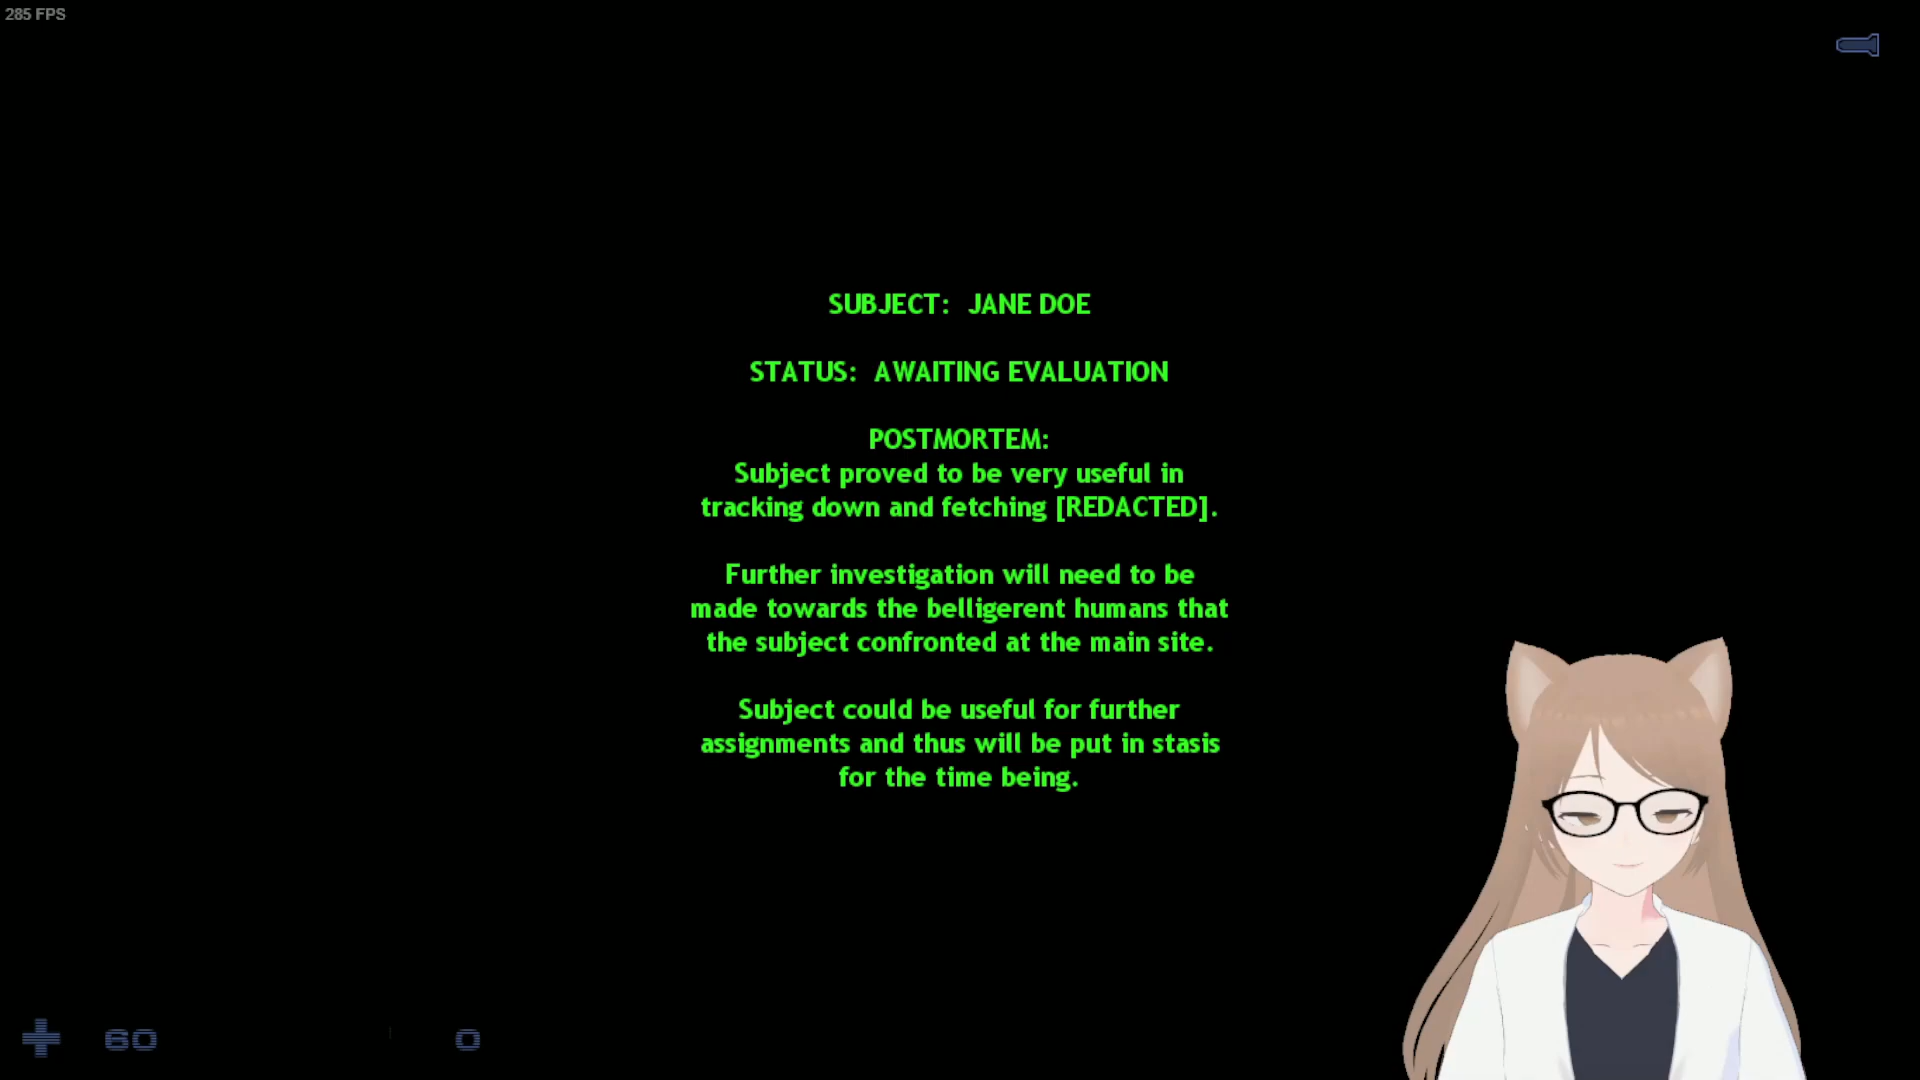 285 FPS
SUBJECT: JANE DOE
STATUS: AWAITING EVALUATION
POSTMORTEM:
Subject proved to be very useful in
tracking down and fetching [REDACTED].
Further investigation will need to be
made towards the belligerent humans that
the subject confronted at the main site.
Subject could be useful for further
assignments and thus will be put in stasis
for the time being.
60
0